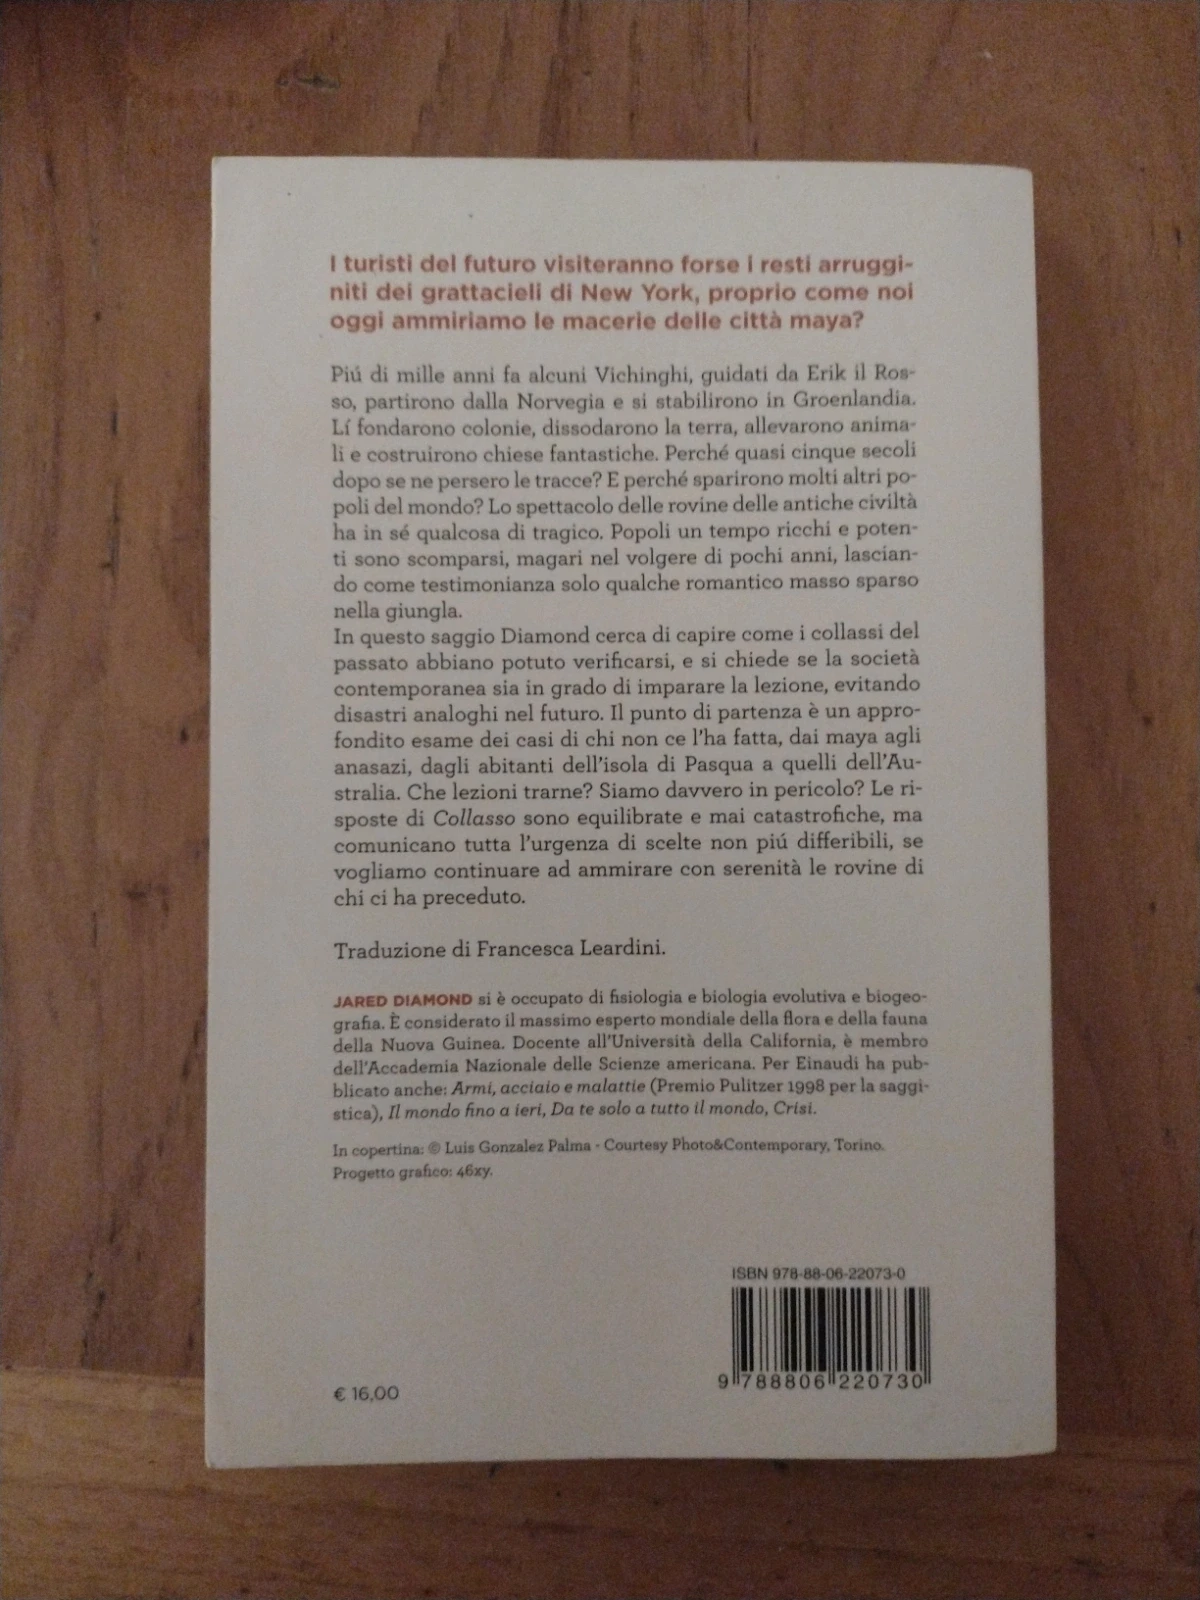 I turisti del futuro visiteranno forse i resti arruggi-
niti dei grattacieli di New York, proprio come noi
oggi ammiriamo le macerie delle città maya?
Piú di mille anni fa alcuni Vichinghi, guidati da Erik il Ros-
so, partirono dalla Norvegia e si stabilirono in Groenlandia.
Lí fondarono colonie, dissodarono la terra, allevarono anima-
li e costruirono chiese fantastiche. Perché quasi cinque secoli
dopo se ne persero le tracce? E perché sparirono molti altri po-
poli del mondo? Lo spettacolo delle rovine delle antiche civiltà
ha in sé qualcosa di tragico. Popoli un tempo ricchi e poten-
ti sono scomparsi, magari nel volgere di pochi anni, lascian-
do come testimonianza solo qualche romantico masso sparso
nella giungla.
In questo saggio Diamond cerca di capire come i collassi del
passato abbiano potuto verificarsi, e si chiede se la società
contemporanea sia in grado di imparare la lezione, evitando
disastri analoghi nel futuro. Il punto di partenza è un appro-
fondito esame dei casi di chi non ce l'ha fatta, dai maya agli
anasazi, dagli abitanti dell'isola di Pasqua a quelli dell'Au-
stralia. Che lezioni trarne? Siamo davvero in pericolo? Le ri-
sposte di Collasso sono equilibrate e mai catastrofiche, ma
comunicano tutta l'urgenza di scelte non piú differibili, se
vogliamo continuare ad ammirare con serenità le rovine di
chi ci ha preceduto.
Traduzione di Francesca Leardini.
JARED DIAMOND si è occupato di fisiologia e biologia evolutiva e biogeo-
grafia. È considerato il massimo esperto mondiale della flora e della fauna
della Nuova Guinea. Docente all'Università della California, è membro
dell'Accademia Nazionale delle Scienze americana. Per Einaudi ha pub-
blicato anche: Armi, acciaio e malattie (Premio Pulitzer 1998 per la saggi-
stica), Il mondo fino a ieri, Da te solo a tutto il mondo, Crisi.
In copertina: © Luis Gonzalez Palma - Courtesy Photo&Contemporary, Torino.
Progetto grafico: 46xy.
ISBN 978-88-06-22073-0
9 788806 220730
€ 16,00